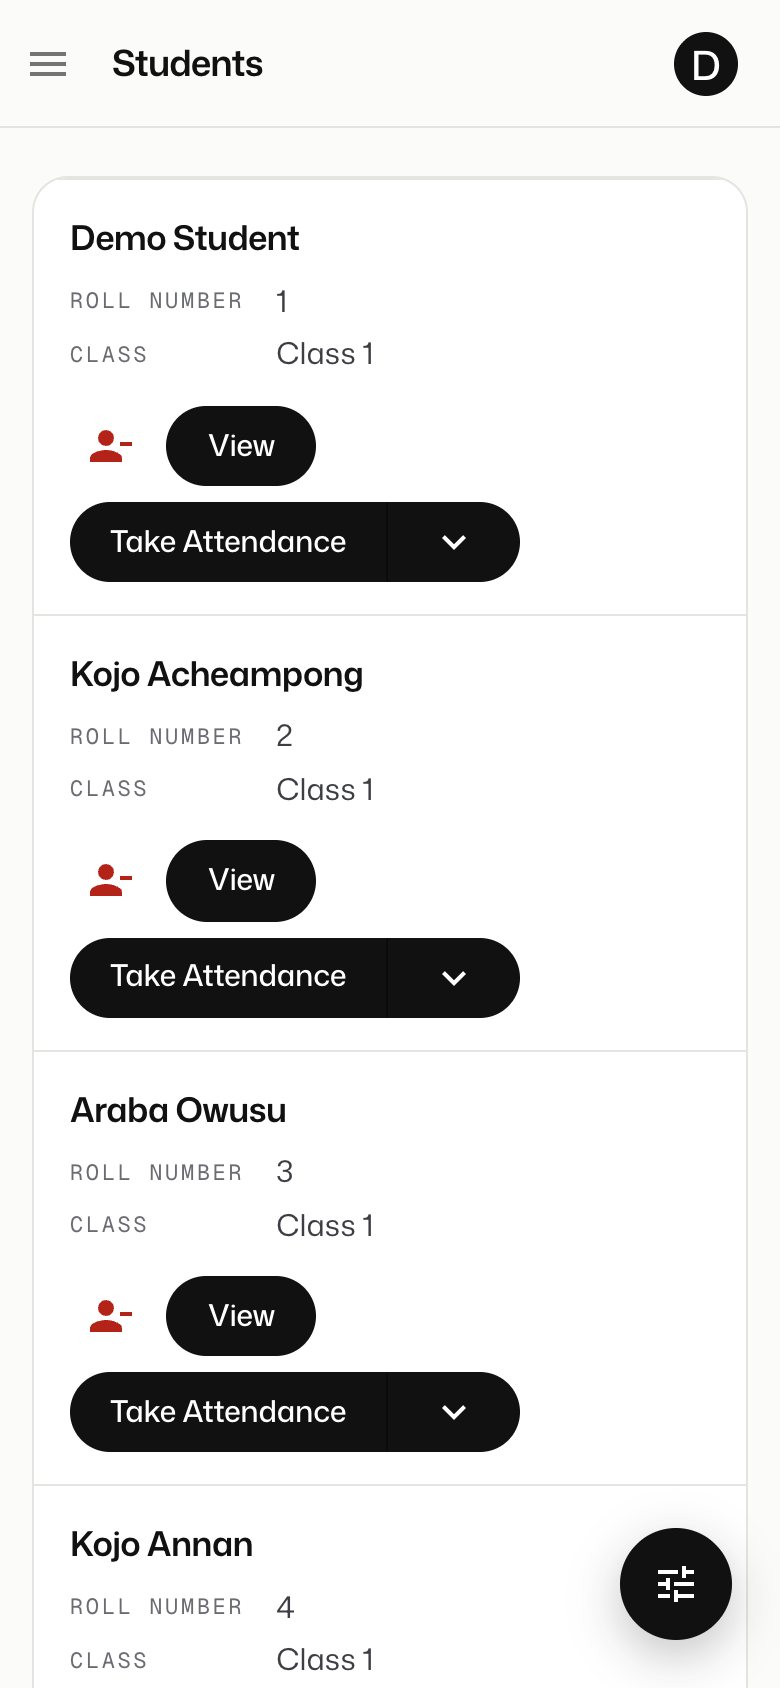 Students
D
Demo Student
ROLL NUMBER 1
CLASS Class 1
View
Take Attendance
Kojo Acheampong
ROLL NUMBER 2
CLASS Class 1
View
Take Attendance
Araba Owusu
ROLL NUMBER 3
CLASS Class 1
View
Take Attendance
Kojo Annan
ROLL NUMBER 4
CLASS Class 1